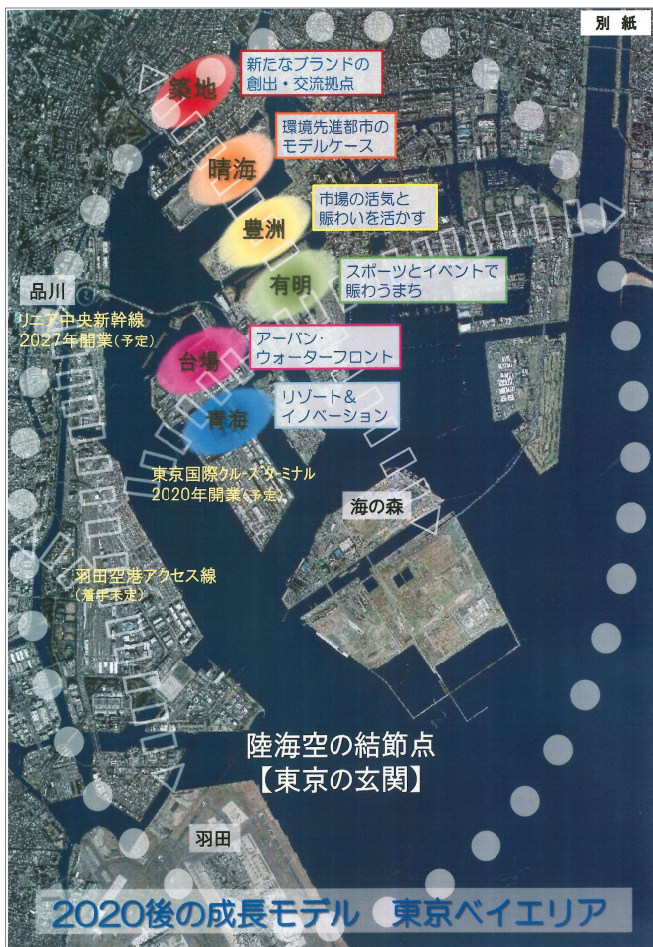 別 紙
築地
新たなブランドの
創出・交流拠点
晴海
環境先進都市の
モデルケース
豊洲
市場の活気と
賑わいを活かす
有明
スポーツとイベントで
賑わうまち
品川
リニア中央新幹線
2027年開業(予定)
台場
アーバン・
ウォーターフロント
青海
リゾート＆
イノベーション
東京国際クルーズターミナル
2020年開業(予定)
海の森
羽田空港アクセス線
(着手未定)
陸海空の結節点
【東京の玄関】
羽田
2020後の成長モデル　東京ベイエリア